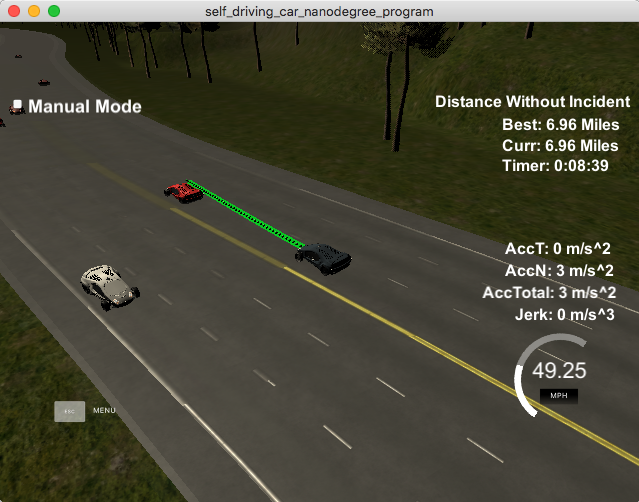 self_driving_car_nanodegree_program
Manual Mode
Distance Without Incident
Best: 6.96 Miles
Curr: 6.96 Miles
Timer: 0:08:39
AccT: 0 m/s^2
AccN: 3 m/s^2
AccTotal: 3 m/s^2
Jerk: 0 m/s^3
49.25
MPH
ESC MENU